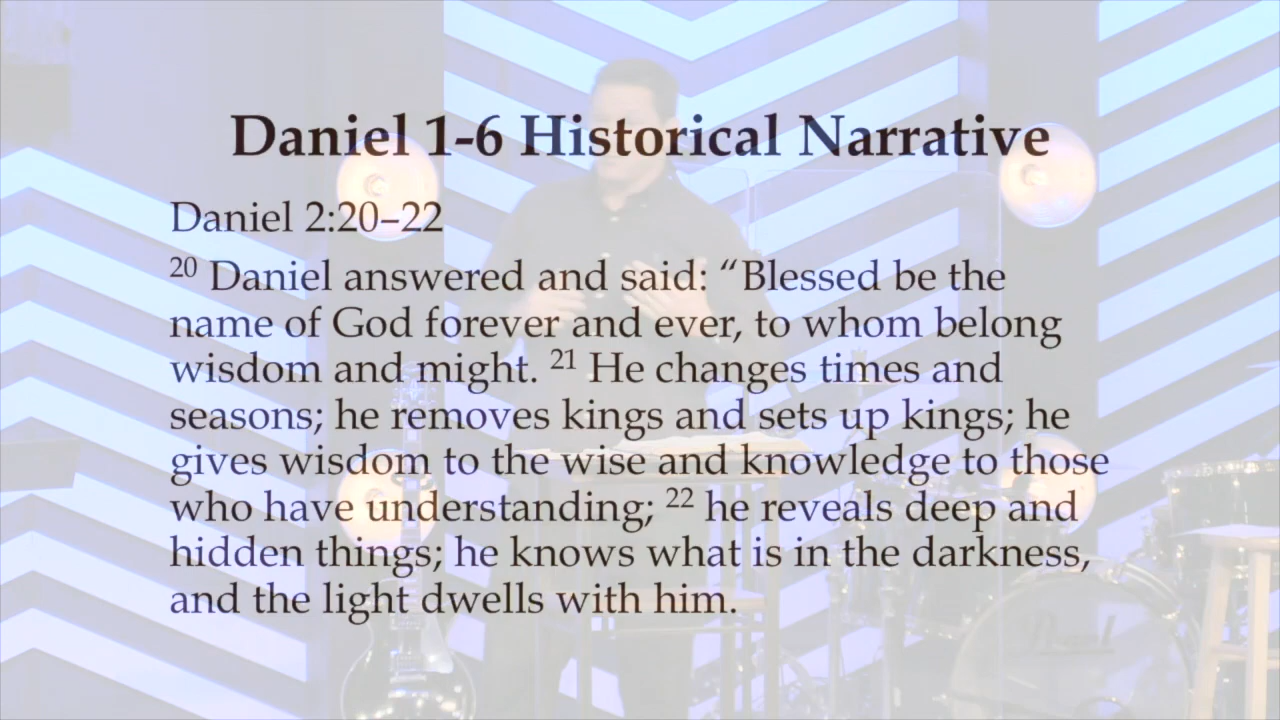 Daniel 1-6 Historical Narrative
Daniel 2:20–22
20 Daniel answered and said: “Blessed be the
name of God forever and ever, to whom belong
wisdom and might. 21 He changes times and
seasons; he removes kings and sets up kings; he
gives wisdom to the wise and knowledge to those
who have understanding; 22 he reveals deep and
hidden things; he knows what is in the darkness,
and the light dwells with him.
Pearl